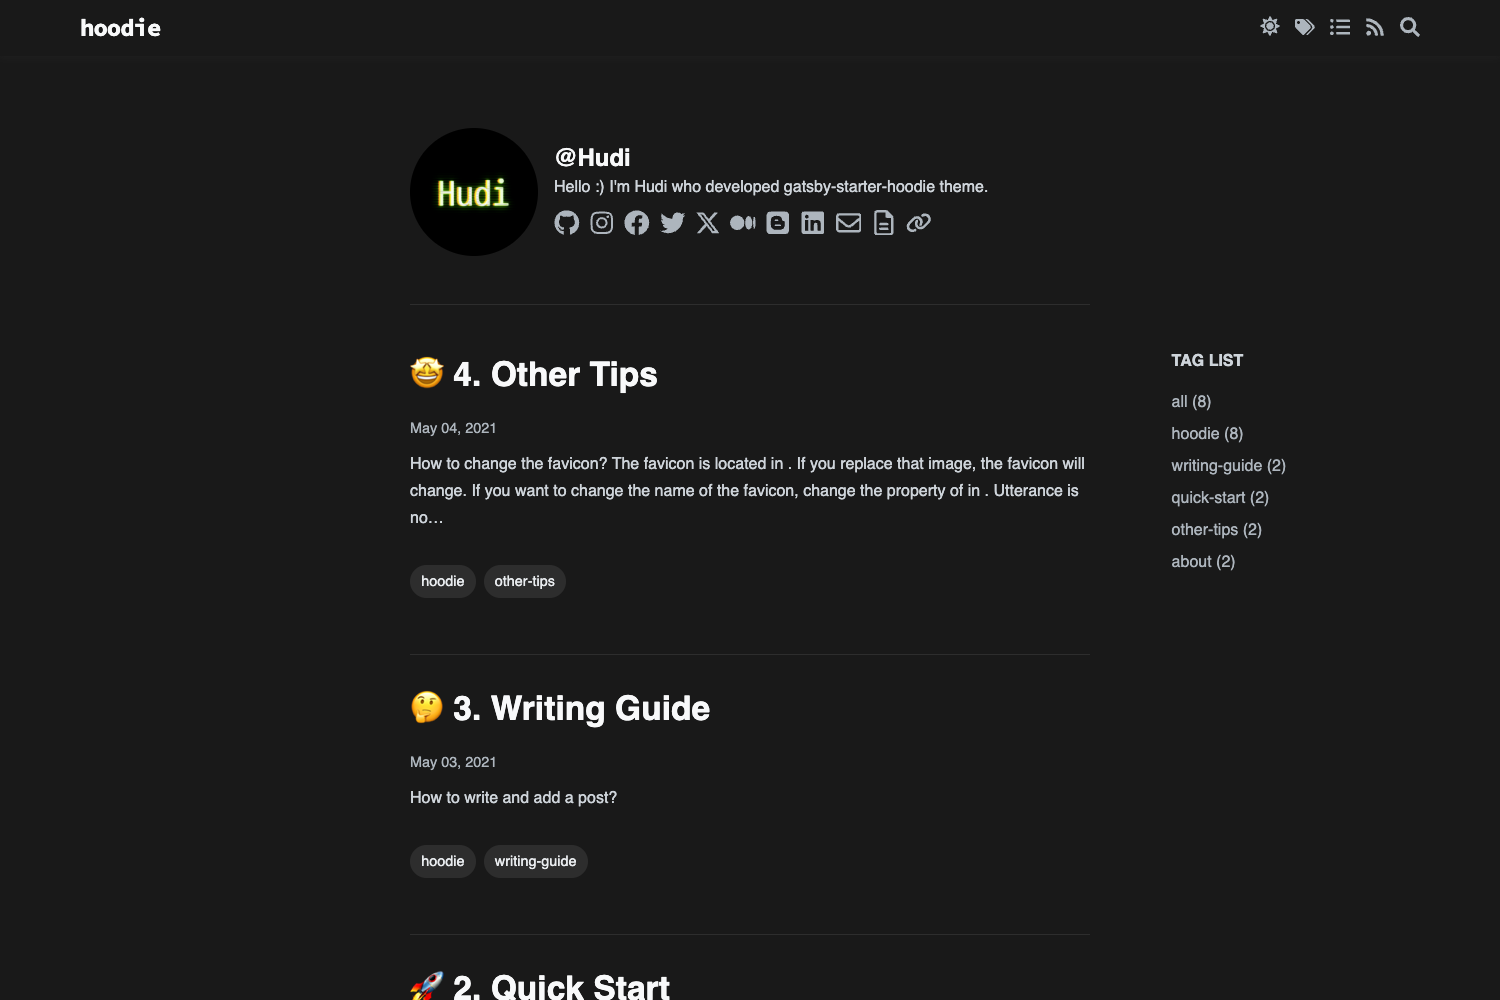 hoodie
Hudi
@Hudi
Hello :) I'm Hudi who developed gatsby-starter-hoodie theme.
🤩 4. Other Tips
May 04, 2021
How to change the favicon? The favicon is located in . If you replace that image, the favicon will
change. If you want to change the name of the favicon, change the property of in . Utterance is
no…
hoodie
other-tips
🤔 3. Writing Guide
May 03, 2021
How to write and add a post?
hoodie
writing-guide
🚀 2. Quick Start
TAG LIST
all (8)
hoodie (8)
writing-guide (2)
quick-start (2)
other-tips (2)
about (2)